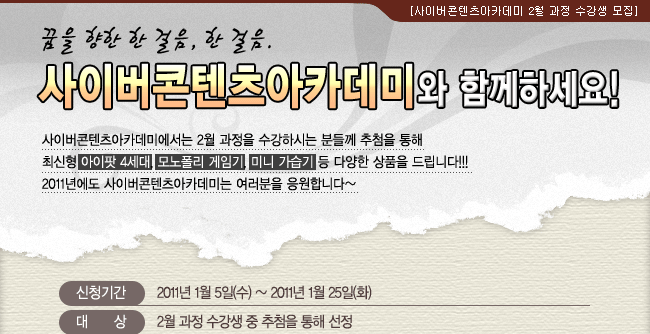 [사이버콘텐츠아카데미 2월 과정 수강생 모집]
꿈을 향한 한 걸음, 한 걸음.
사이버콘텐츠아카데미와 함께하세요!
사이버콘텐츠아카데미에서는 2월 과정을 수강하시는 분들께 추첨을 통해
최신형 아이팟 4세대, 모노폴리 게임기, 미니 가습기 등 다양한 상품을 드립니다!!!
2011년에도 사이버콘텐츠아카데미는 여러분을 응원합니다~
신청기간 2011년 1월 5일(수) ~ 2011년 1월 25일(화)
대 상 2월 과정 수강생 중 추첨을 통해 선정